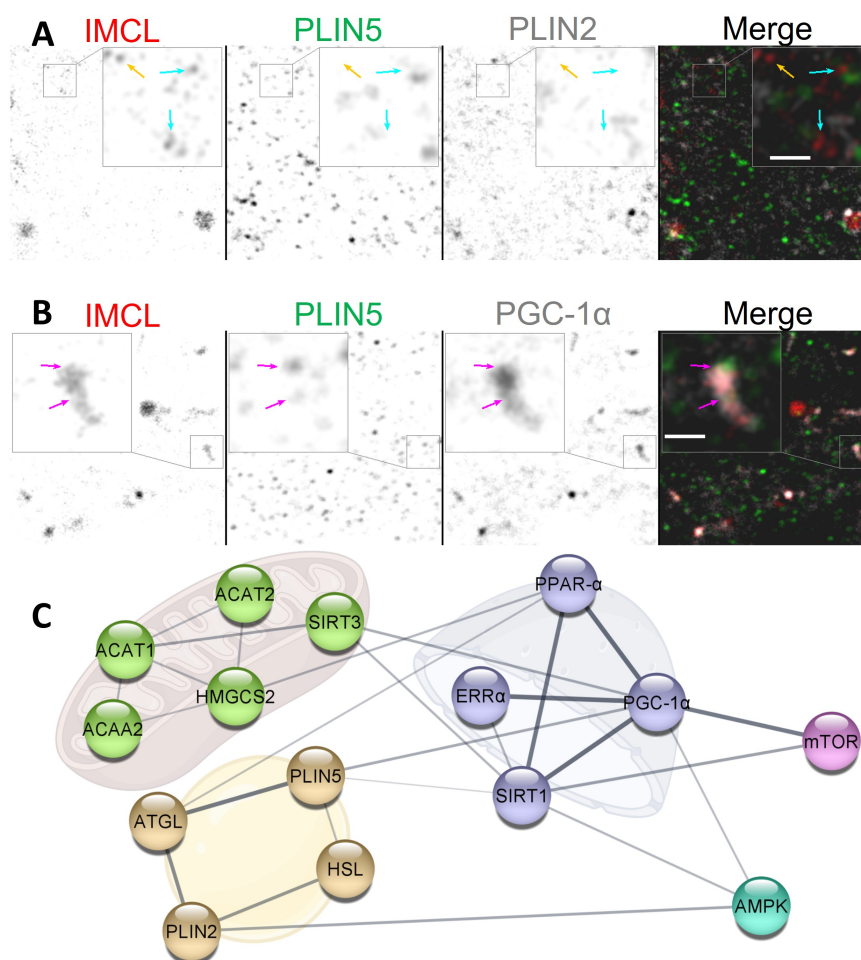 A
IMCL PLIN5 PLIN2 Merge
B
IMCL PLIN5 PGC-1α Merge
C
PPAR-α
ACAT2
SIRT3
ACAT1
HMGCS2
ERRα
PGC-1α
ACAA2
mTOR
PLIN5
SIRT1
ATGL
HSL
AMPK
PLIN2